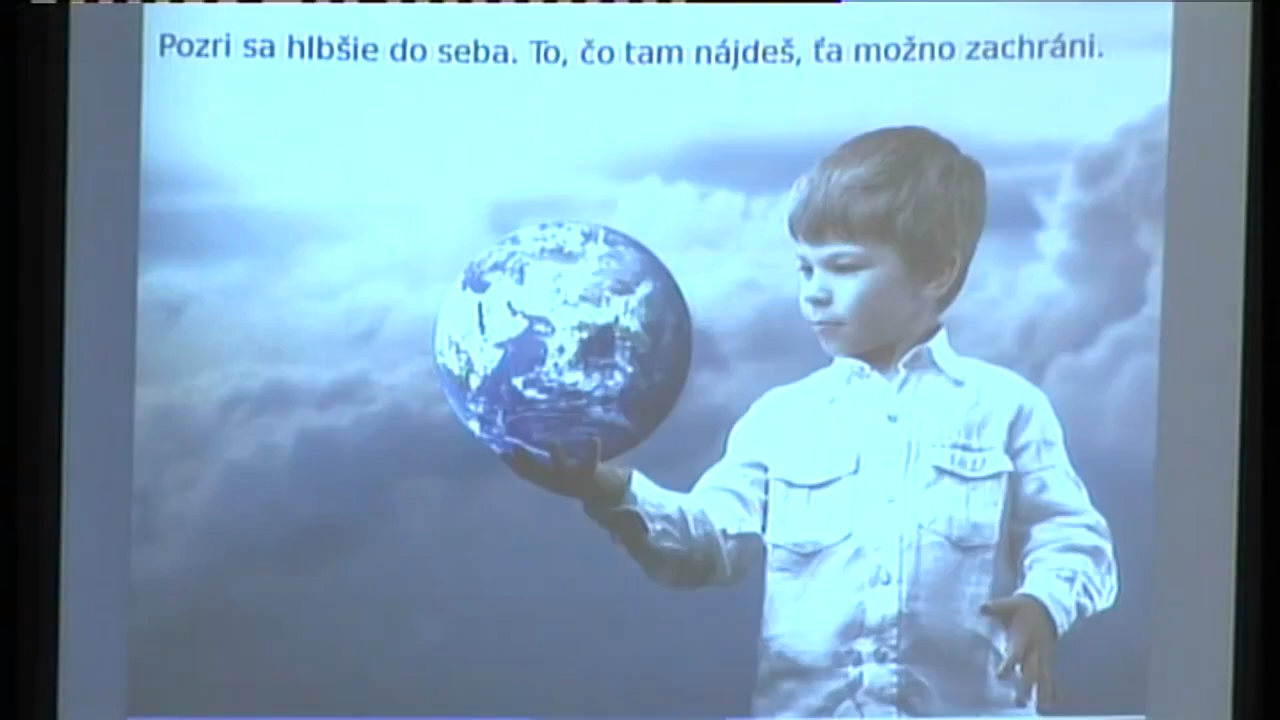 Pozri sa hlbšie do seba. To, čo tam nájdeš, ťa možno zachráni.